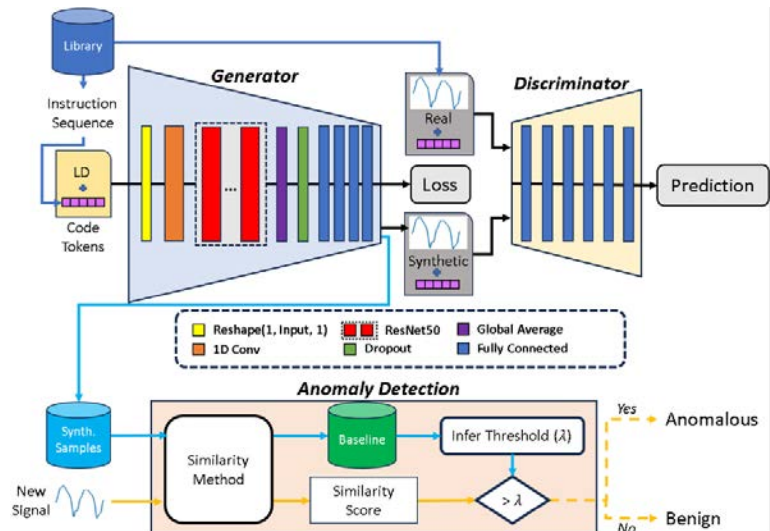 Library
Generator
Discriminator
Instruction
Sequence
Real
+
LD
+
Code
Tokens
...
Loss
Prediction
Synthetic
+
Reshape(1, Input, 1)
ResNet50
Global Average
1D Conv
Dropout
Fully Connected
Anomaly Detection
Synth.
Samples
Similarity
Method
Baseline
Infer Threshold (λ)
Yes
Anomalous
New
Signal
Similarity
Score
> λ
No
Benign